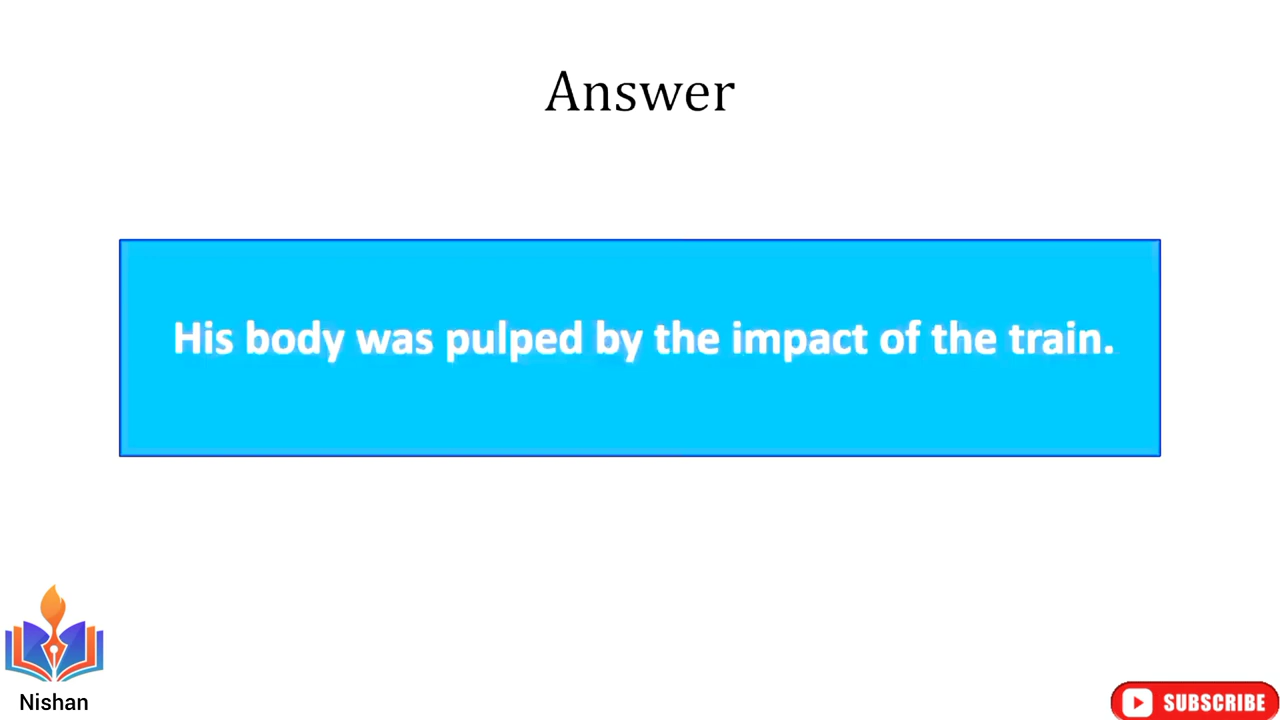 Answer
His body was pulped by the impact of the train.
Nishan
SUBSCRIBE